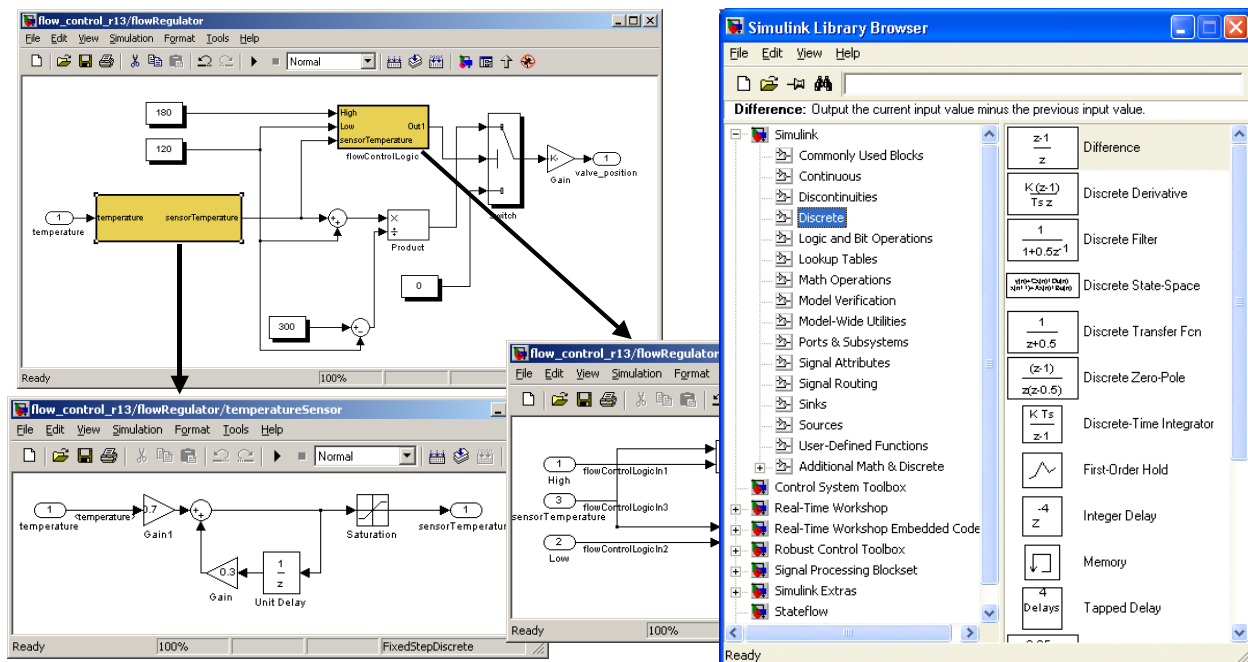 flow_control_r13/flowRegulator
File Edit View Simulation Format Tools Help
Normal
180
120
High
Low
sensorTemperature
Out1
flowControlLogic
1
temperature
temperature
sensorTemperature
+
+
×
÷
Product
Switch
-K-
Gain
1
valve_position
0
300
+
-
Ready
100%
flow_control_r13/flowRegulator/temperatureSensor
File Edit View Simulation Format Tools Help
Normal
1
temperature
<temperature>
0.7
Gain1
+
+
Saturation
1
sensorTemperature
0.3
Gain
1
z
Unit Delay
Ready
100%
FixedStepDiscrete
flow_control_r13/flowRegulator
File Edit View Simulation Format
1
High
flowControlLogicIn1
3
sensorTemperature
flowControlLogicIn3
2
Low
flowControlLogicIn2
Ready
100%
Simulink Library Browser
File Edit View Help
Difference: Output the current input value minus the previous input value.
Simulink
Commonly Used Blocks
Continuous
Discontinuities
Discrete
Logic and Bit Operations
Lookup Tables
Math Operations
Model Verification
Model-Wide Utilities
Ports & Subsystems
Signal Attributes
Signal Routing
Sinks
Sources
User-Defined Functions
Additional Math & Discrete
Control System Toolbox
Real-Time Workshop
Real-Time Workshop Embedded Code
Robust Control Toolbox
Signal Processing Blockset
Simulink Extras
Stateflow
z-1
z
Difference
K (z-1)
Ts z
Discrete Derivative
1
1+0.5z-1
Discrete Filter
Discrete State-Space
1
z+0.5
Discrete Transfer Fcn
(z-1)
z(z-0.5)
Discrete Zero-Pole
K Ts
z-1
Discrete-Time Integrator
First-Order Hold
-4
z
Integer Delay
Memory
4
Delays
Tapped Delay
Ready